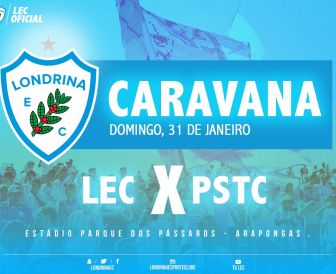 LEC
OFICIAL
LONDRINA
E C
CARAVANA
DOMINGO, 31 DE JANEIRO
LEC X PSTC
ESTÁDIO PARQUE DOS PÁSSAROS - ARAPONGAS.
LONDRINAEC
LONDRINAESPORTECLUBE
TV LEC